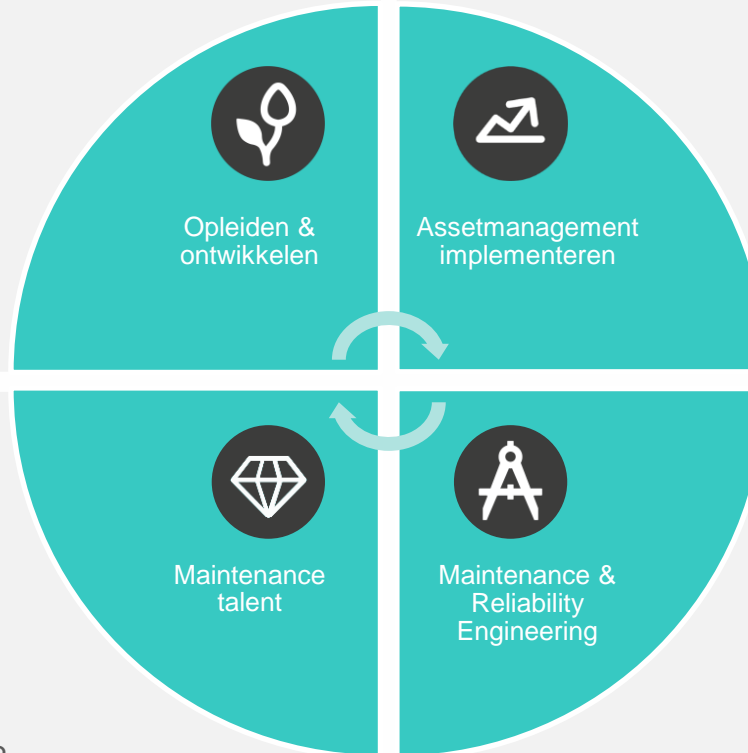 Opleiden &
ontwikkelen
Assetmanagement
implementeren
Maintenance
talent
Maintenance &
Reliability
Engineering